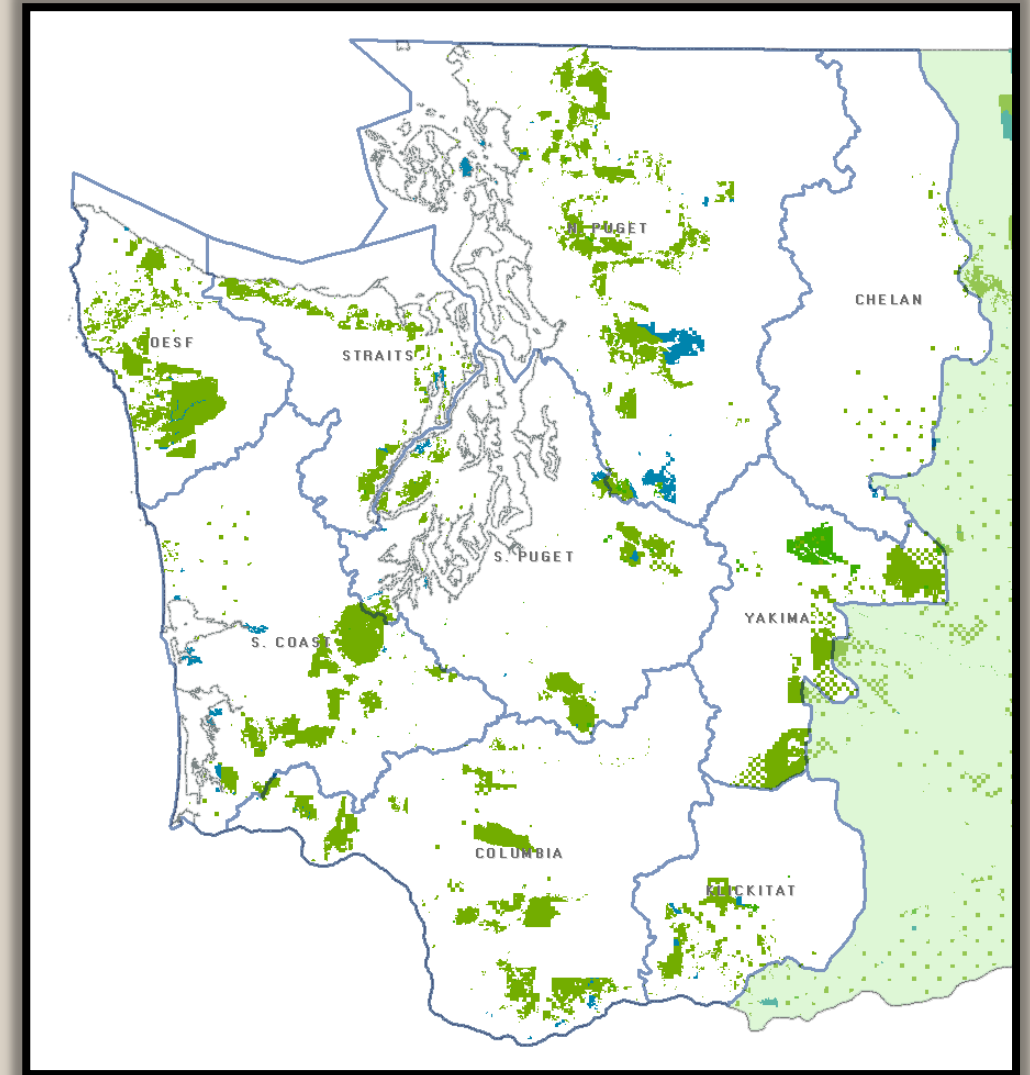 N. PUGET
CHELAN
OESF
STRAITS
S. PUGET
YAKIMA
S. COAST
COLUMBIA
KLICKITAT